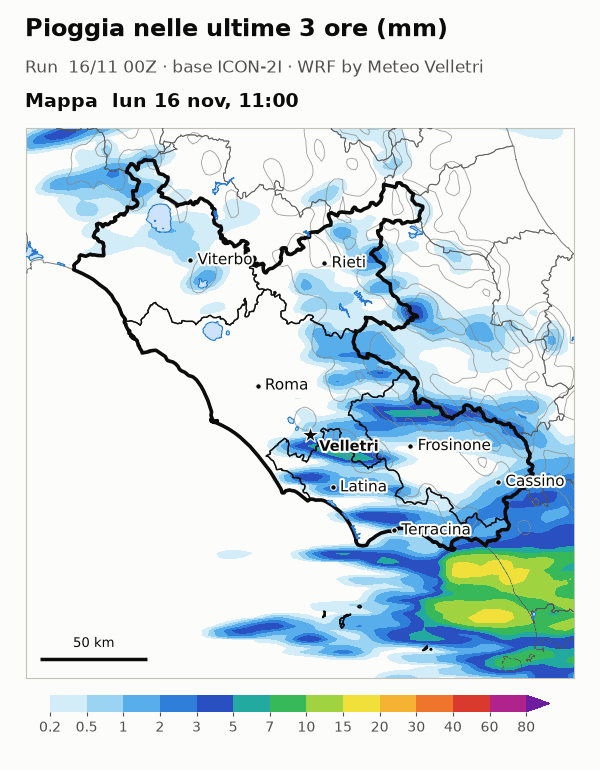 Pioggia nelle ultime 3 ore (mm)
Run  16/11 00Z · base ICON-2I · WRF by Meteo Velletri
Mappa  lun 16 nov, 11:00
Viterbo
Rieti
Roma
Velletri
Frosinone
Cassino
Latina
Terracina
50 km
0.2 0.5 1 2 3 5 7 10 15 20 30 40 60 80